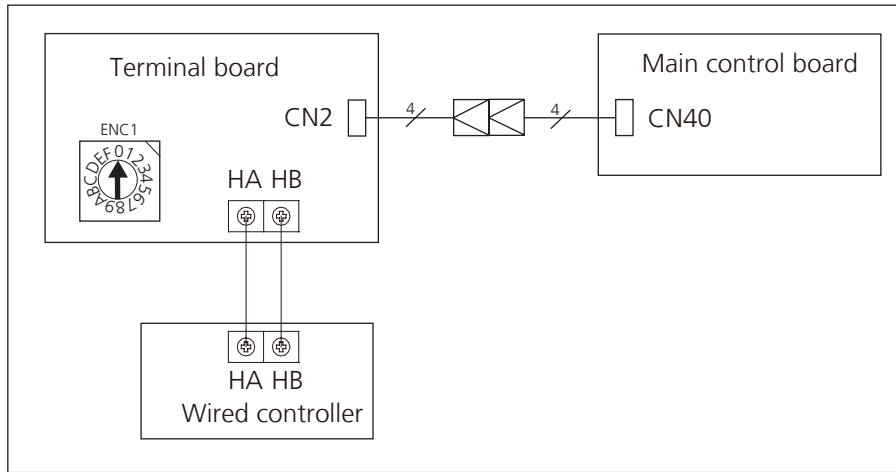 Terminal board
Main control board
CN2
4
4
CN40
ENC1
0123456789ABCDEF
HA HB
HA HB
Wired controller